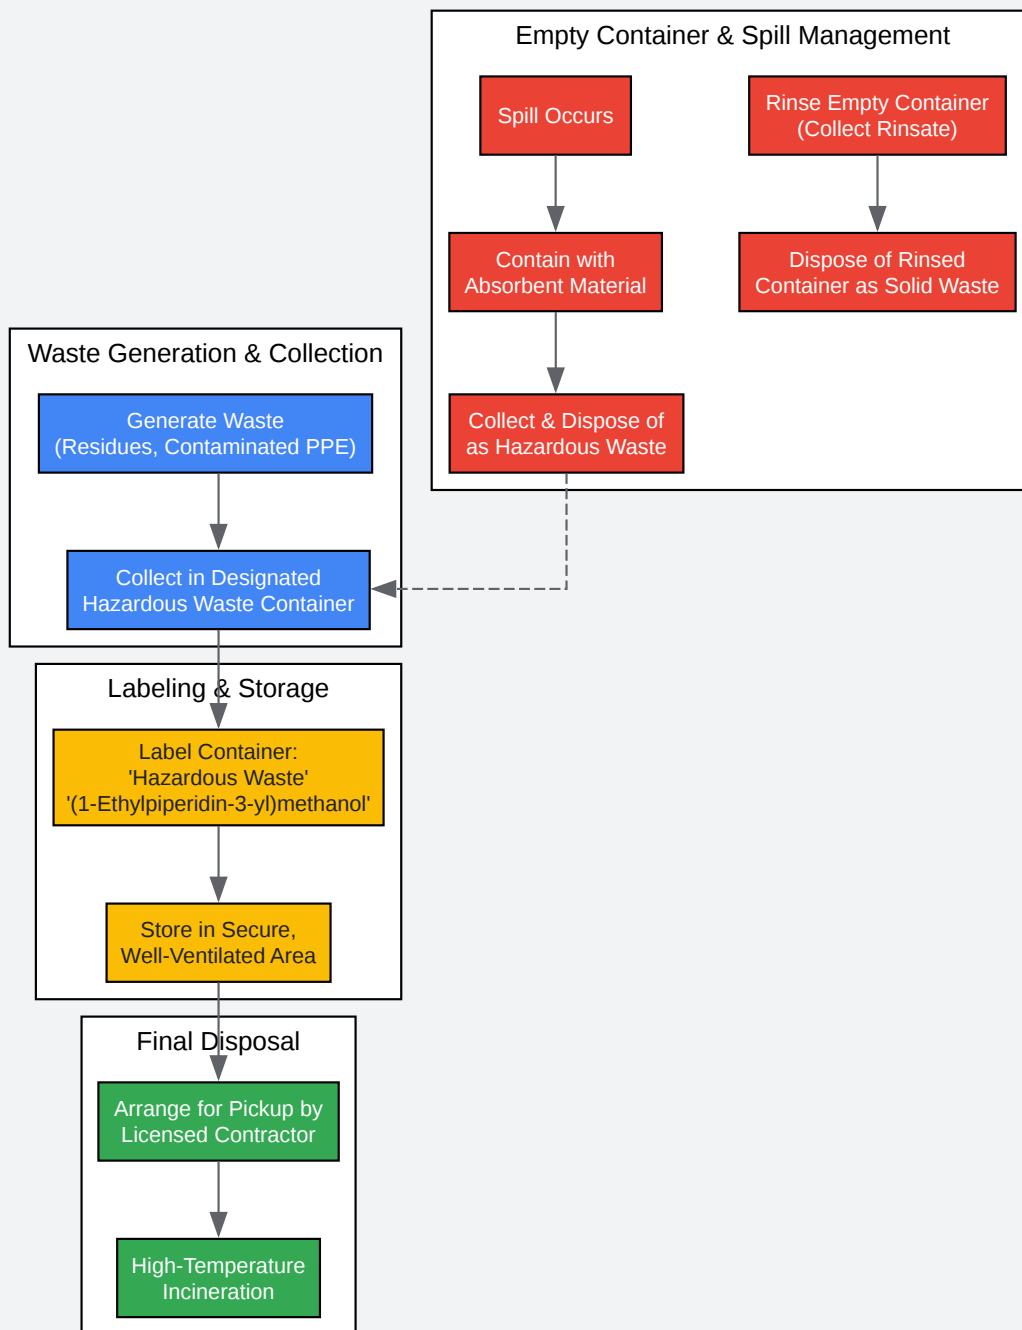 Empty Container & Spill Management
Spill Occurs
Rinse Empty Container
(Collect Rinsate)
Contain with
Absorbent Material
Dispose of Rinsed
Container as Solid Waste
Collect & Dispose of
as Hazardous Waste
Waste Generation & Collection
Generate Waste
(Residues, Contaminated PPE)
Collect in Designated
Hazardous Waste Container
Labeling & Storage
Label Container:
'Hazardous Waste'
'(1-Ethylpiperidin-3-yl)methanol'
Store in Secure,
Well-Ventilated Area
Final Disposal
Arrange for Pickup by
Licensed Contractor
High-Temperature
Incineration